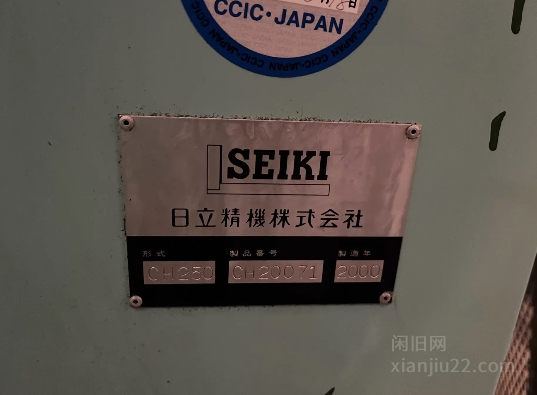 CCIC・JAPAN
SEIKI
日立精機株式会社
形式 製品番号 製造年
CH250 CH20071 2000
闲旧网
xianjiu22.com